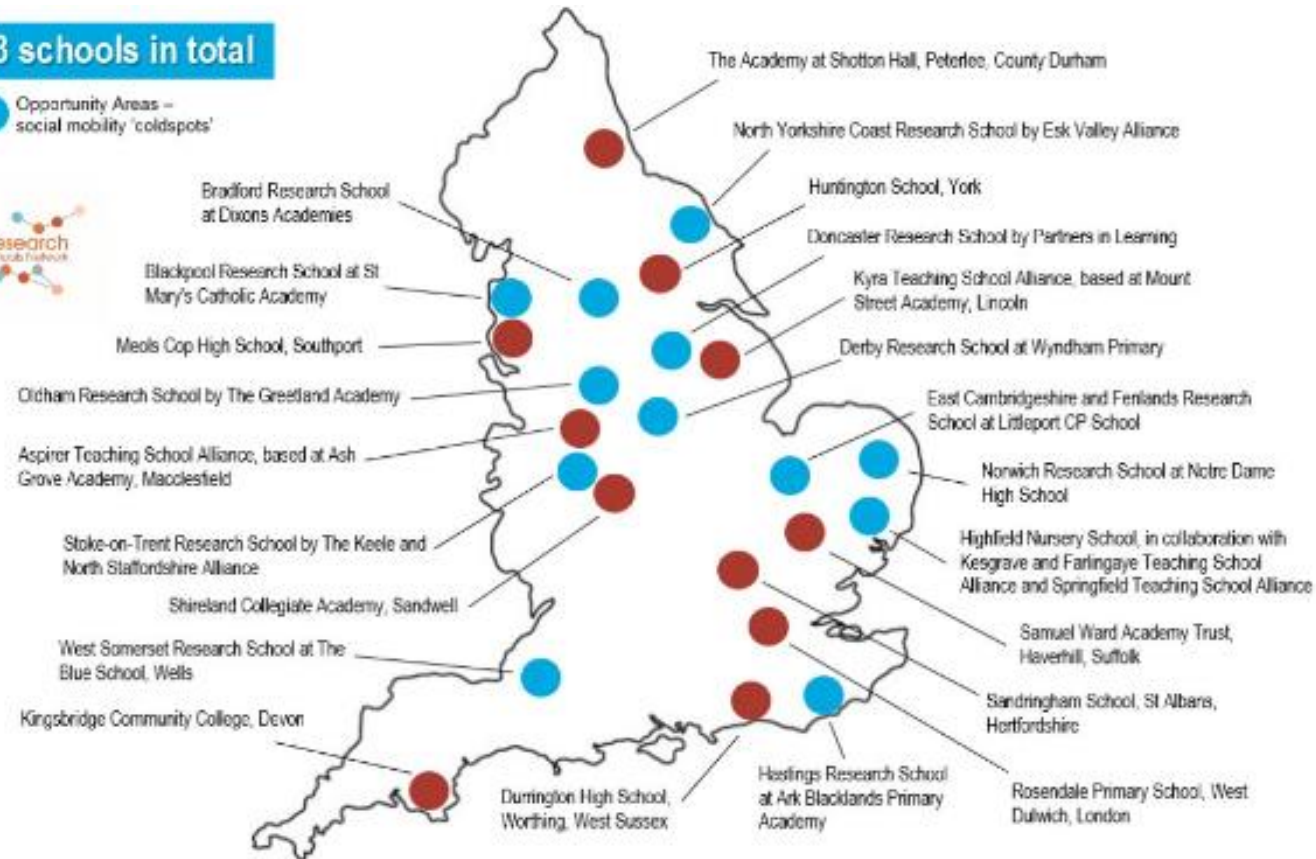 3 schools in total
Opportunity Areas –
social mobility 'coldspots'
The Academy at Shotton Hall, Peterlee, County Durham
North Yorkshire Coast Research School by Esk Valley Alliance
Bradford Research School
at Dixons Academies
Huntington School, York
Doncaster Research School by Partners in Learning
Blackpool Research School at St
Mary's Catholic Academy
Kyra Teaching School Alliance, based at Mount
Street Academy, Lincoln
Meols Cop High School, Southport
Derby Research School at Wyndham Primary
Oldham Research School by The Greetland Academy
East Cambridgeshire and Fenlands Research
School at Littleport CP School
Aspirer Teaching School Alliance, based at Ash
Grove Academy, Macclesfield
Norwich Research School at Notre Dame
High School
Stoke-on-Trent Research School by The Keele and
North Staffordshire Alliance
Highfield Nursery School, in collaboration with
Kesgrave and Farlingaye Teaching School
Alliance and Springfield Teaching School Alliance
Shireland Collegiate Academy, Sandwell
Samuel Ward Academy Trust,
Haverhill, Suffolk
West Somerset Research School at The
Blue School, Wells
Sandringham School, St Albans,
Hertfordshire
Kingsbridge Community College, Devon
Durrington High School,
Worthing, West Sussex
Hastings Research School
at Ark Blacklands Primary
Academy
Rosendale Primary School, West
Dulwich, London